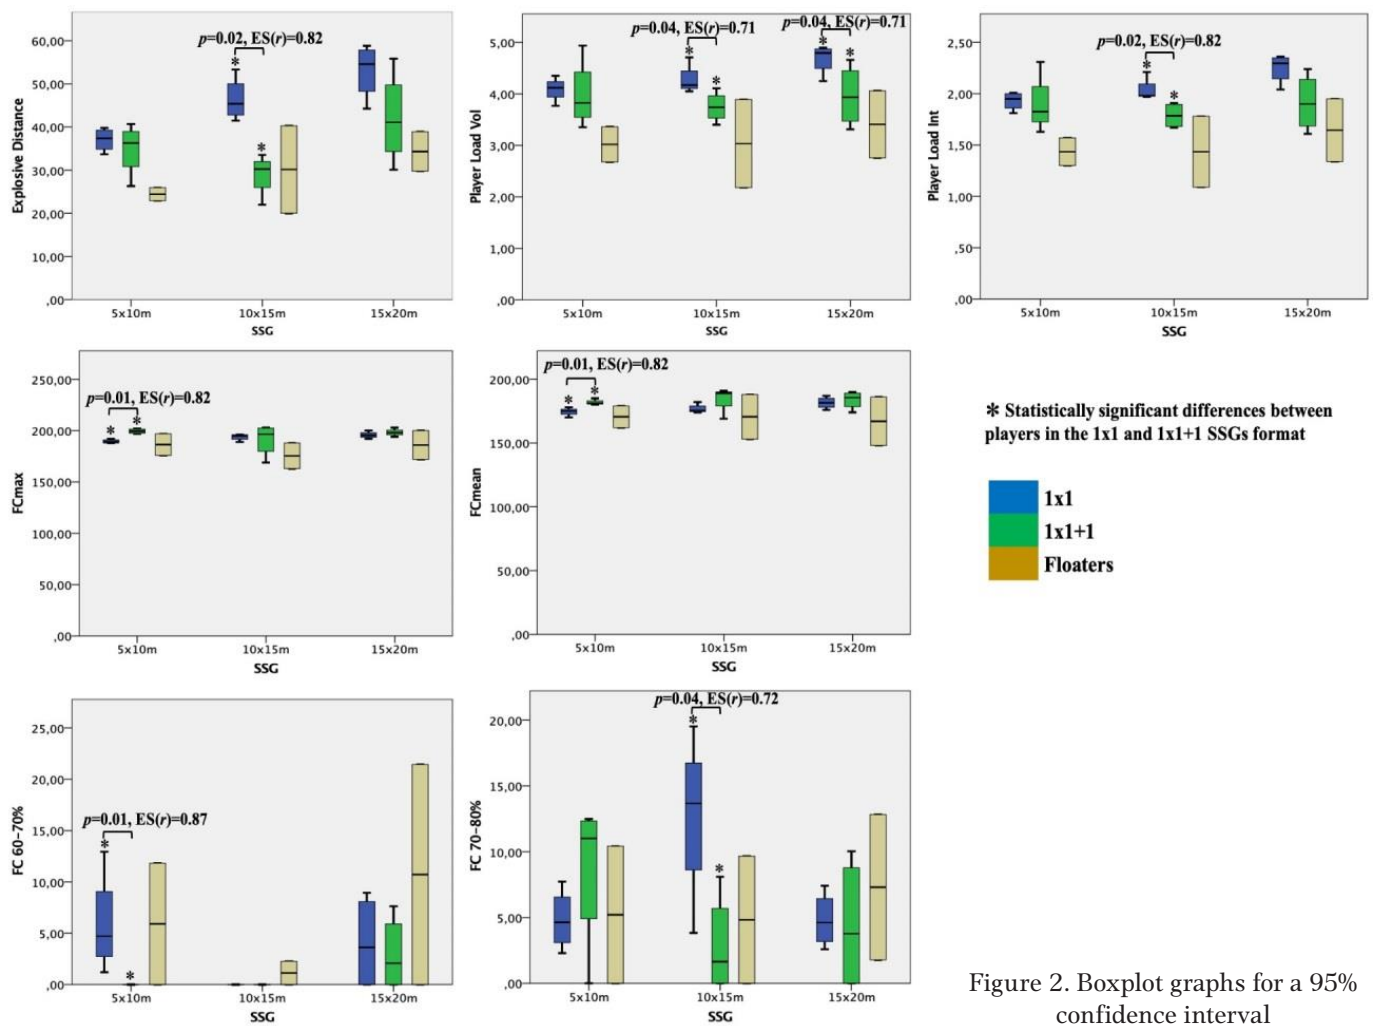 p=0.02, ES(r)=0.82
*
*
60,00
50,00
40,00
30,00
20,00
10,00
,00
Explosive Distance
5x10m 10x15m 15x20m
SSG
p=0.04, ES(r)=0.71
p=0.04, ES(r)=0.71
*
*
*
*
5,00
4,00
3,00
2,00
1,00
,00
Player Load Vol
5x10m 10x15m 15x20m
SSG
p=0.02, ES(r)=0.82
*
*
2,50
2,00
1,50
1,00
,50
,00
Player Load Int
5x10m 10x15m 15x20m
SSG
p=0.01, ES(r)=0.82
*
*
250,00
200,00
150,00
100,00
50,00
,00
FCmax
5x10m 10x15m 15x20m
SSG
p=0.01, ES(r)=0.82
*
*
200,00
150,00
100,00
50,00
,00
FCmean
5x10m 10x15m 15x20m
SSG
* Statistically significant differences between
players in the 1x1 and 1x1+1 SSGs format
1x1
1x1+1
Floaters
p=0.01, ES(r)=0.87
*
*
25,00
20,00
15,00
10,00
5,00
,00
FC 60-70%
5x10m 10x15m 15x20m
SSG
p=0.04, ES(r)=0.72
*
*
20,00
15,00
10,00
5,00
,00
FC 70-80%
5x10m 10x15m 15x20m
SSG
Figure 2. Boxplot graphs for a 95%
confidence interval